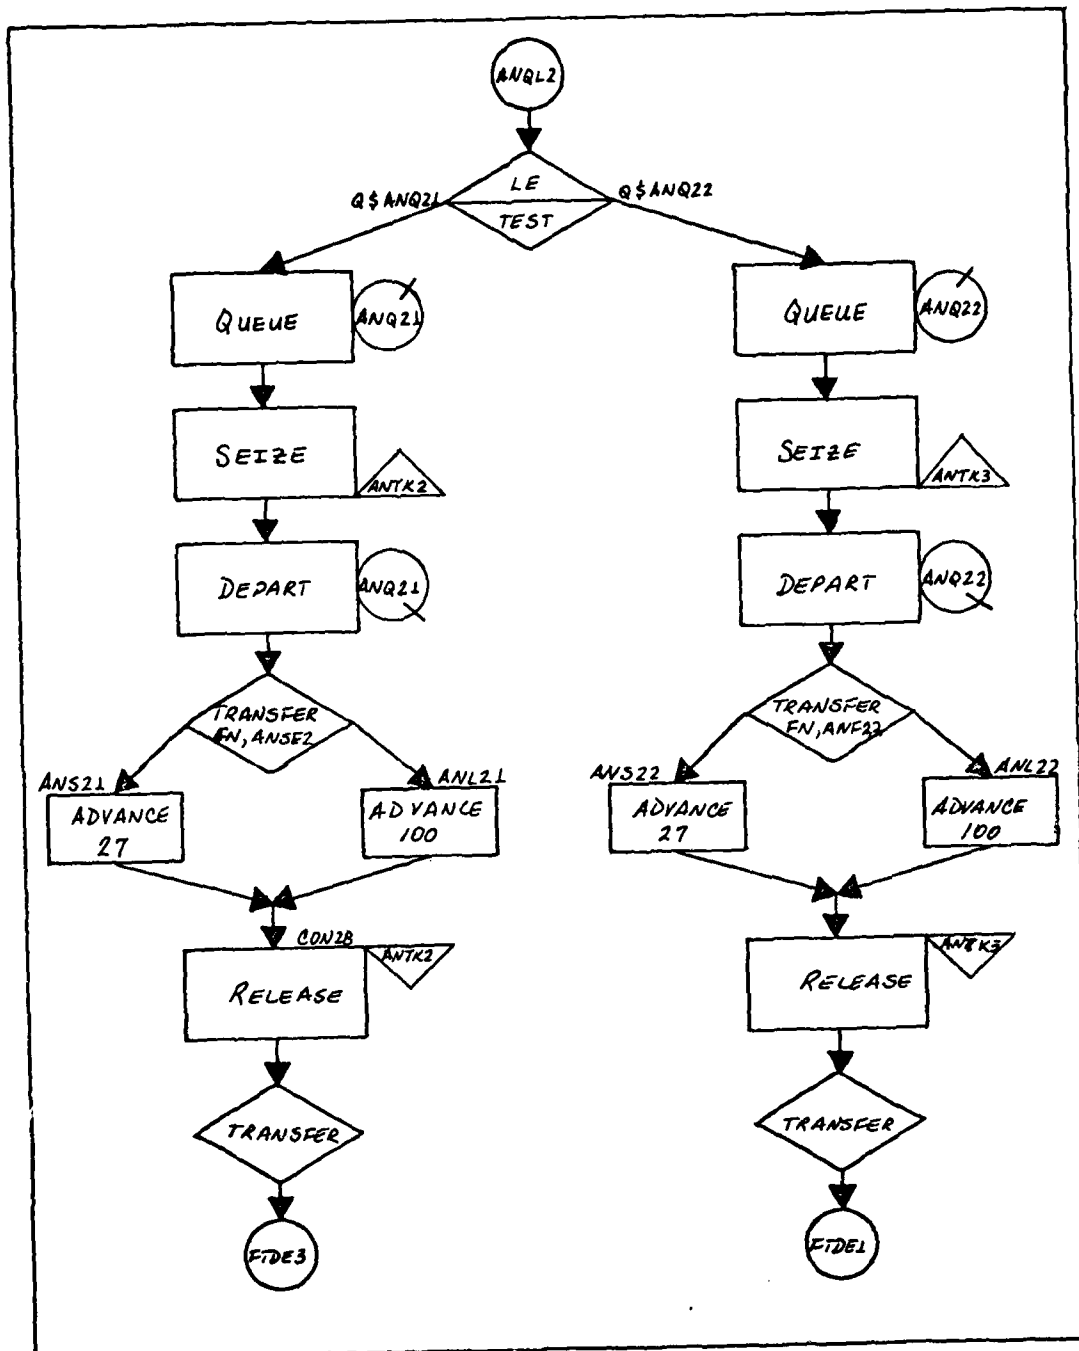 ANQL2
LE
TEST
Q$ANQ21
Q$ANQ22
QUEUE
ANQ21
QUEUE
ANQ22
SEIZE
ANTK2
SEIZE
ANTK3
DEPART
ANQ21
DEPART
ANQ22
TRANSFER
FN, ANSF2
TRANSFER
FN, ANF22
ANS21
ADVANCE
27
ANL21
ADVANCE
100
ANS22
ADVANCE
27
ANL22
ADVANCE
100
CON2B
ANTK2
RELEASE
RELEASE
TRANSFER
TRANSFER
FTDE3
FTDE1